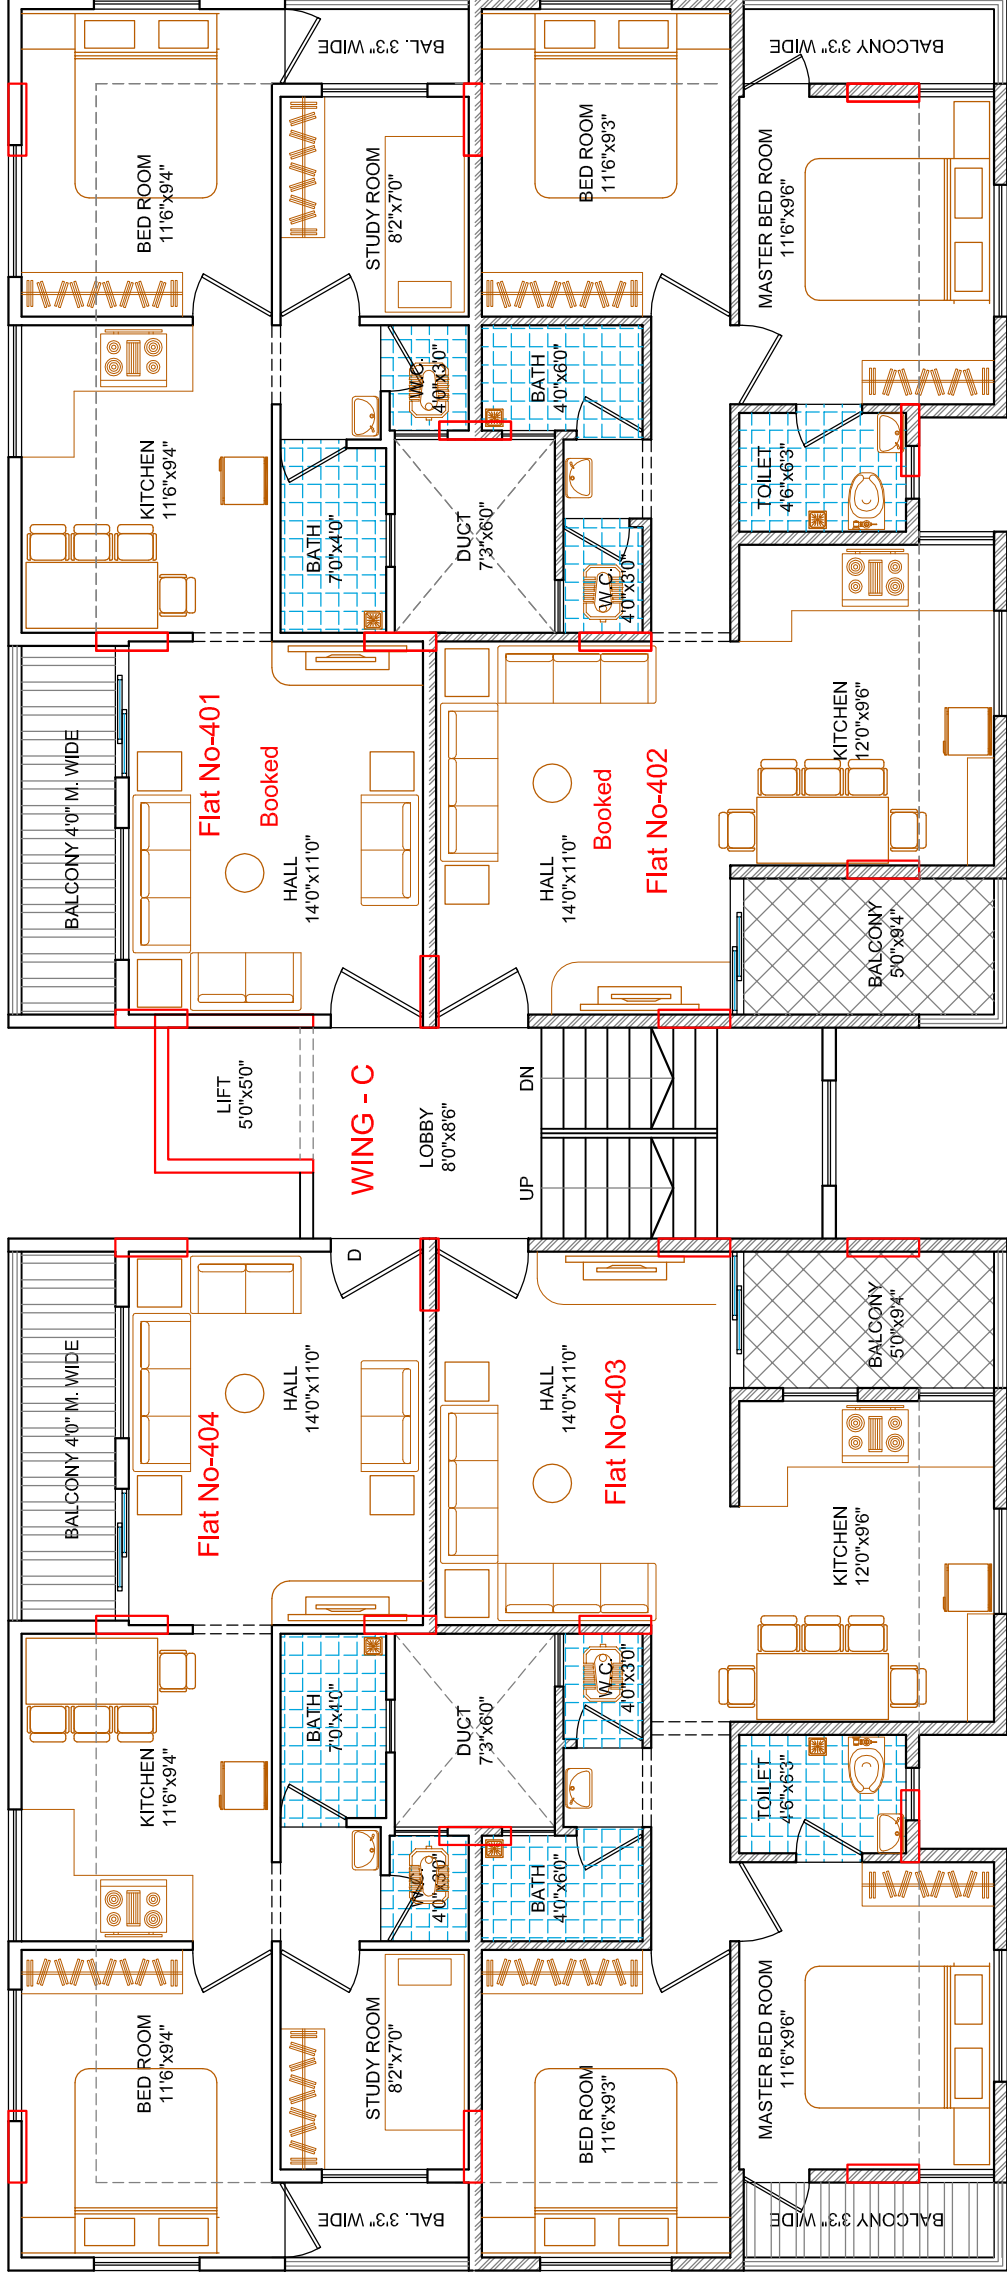 BAL. 3'3" WIDE
BALCONY 3'3" WIDE
BED ROOM
11'6"x9'4"
STUDY ROOM
8'2"x7'0"
BED ROOM
11'6"x9'3"
MASTER BED ROOM
11'6"x9'6"
W.C.
4'0"x3'0"
BATH
4'0"x6'0"
KITCHEN
11'6"x9'4"
BATH
7'0"x4'0"
DUCT
7'3"x6'0"
W.C.
4'0"x3'0"
TOILET
4'6"x6'3"
BALCONY 4'0" M. WIDE
Flat No-401
Booked
HALL
14'0"x11'0"
HALL
14'0"x11'0"
Booked
Flat No-402
KITCHEN
12'0"x9'6"
BALCONY
5'0"x9'4"
LIFT
5'0"x5'0"
WING - C
LOBBY
8'0"x8'6"
DN
UP
D
BALCONY 4'0" M. WIDE
Flat No-404
HALL
14'0"x11'0"
HALL
14'0"x11'0"
Flat No-403
BALCONY
5'0"x9'4"
KITCHEN
12'0"x9'6"
KITCHEN
11'6"x9'4"
BATH
7'0"x4'0"
DUCT
7'3"x6'0"
W.C.
4'0"x3'0"
TOILET
4'6"x6'3"
W.C.
4'0"x3'0"
BATH
4'0"x6'0"
BED ROOM
11'6"x9'4"
STUDY ROOM
8'2"x7'0"
BED ROOM
11'6"x9'3"
MASTER BED ROOM
11'6"x9'6"
BAL. 3'3" WIDE
BALCONY 3'3" WIDE